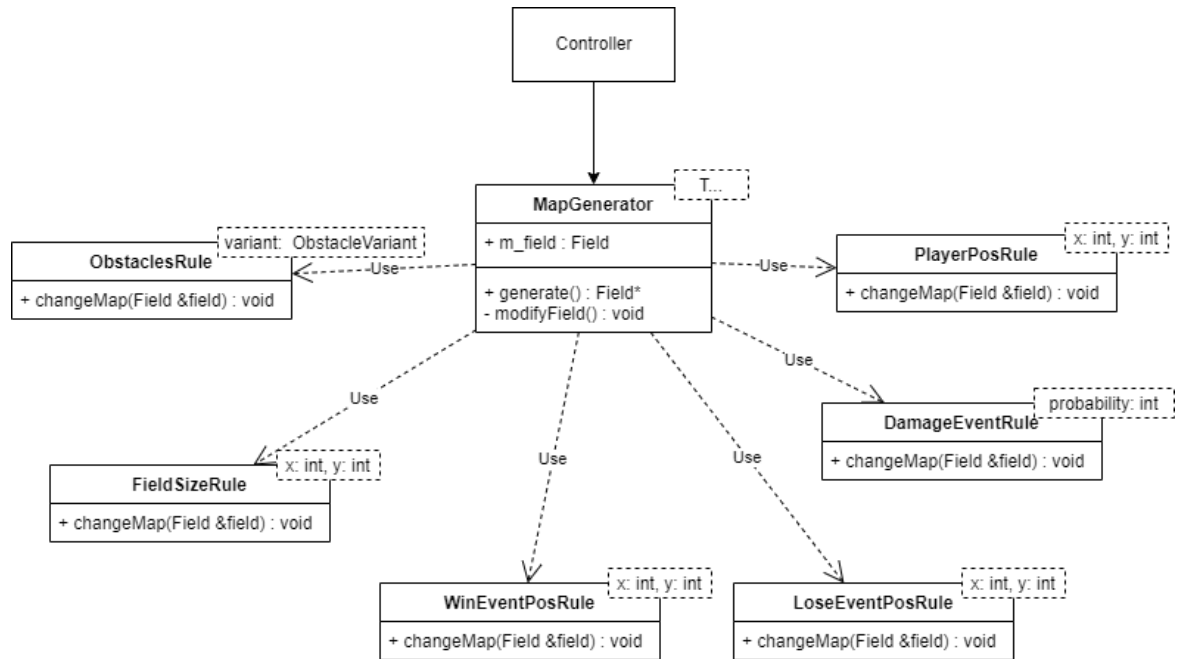 Controller
T...
MapGenerator
+ m_field : Field
+ generate() : Field*
- modifyField() : void
variant: ObstacleVariant
ObstaclesRule
+ changeMap(Field &field) : void
Use
x: int, y: int
PlayerPosRule
+ changeMap(Field &field) : void
Use
Use
probability: int
DamageEventRule
+ changeMap(Field &field) : void
Use
x: int, y: int
FieldSizeRule
+ changeMap(Field &field) : void
Use
Use
x: int, y: int
WinEventPosRule
+ changeMap(Field &field) : void
x: int, y: int
LoseEventPosRule
+ changeMap(Field &field) : void